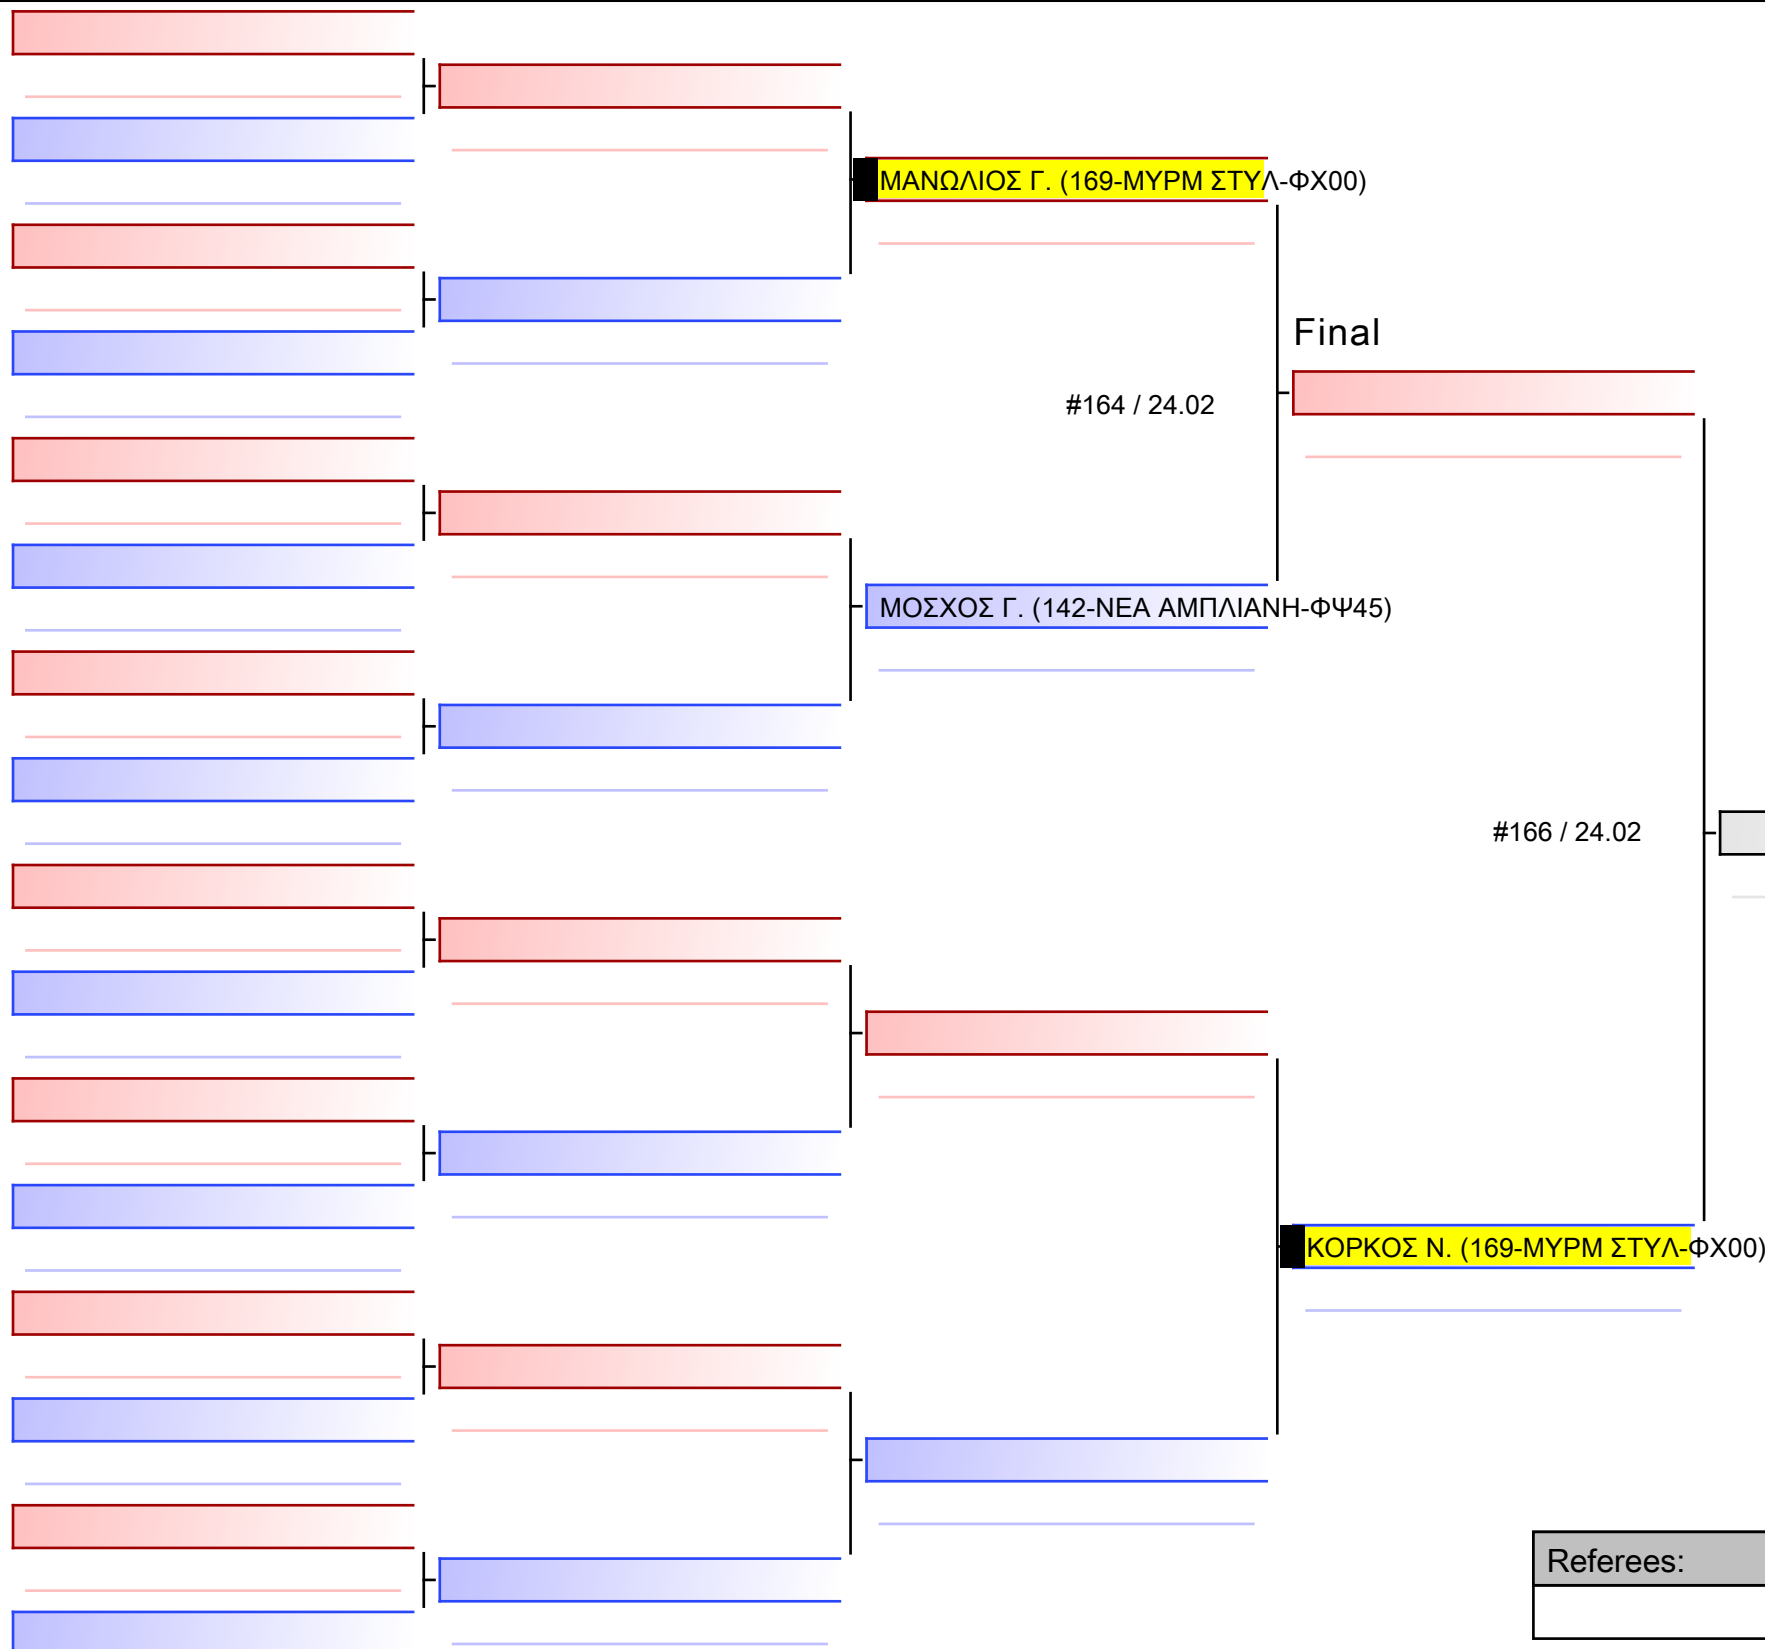 ΜΑΝΩΛΙΟΣ Γ. (169-ΜΥΡΜ ΣΤΥΛ-ΦΧ00)
Final
#164 / 24.02
ΜΟΣΧΟΣ Γ. (142-ΝΕΑ ΑΜΠΛΙΑΝΗ-ΦΨ45)
#166 / 24.02
ΚΟΡΚΟΣ Ν. (169-ΜΥΡΜ ΣΤΥΛ-ΦΧ00)
Referees: